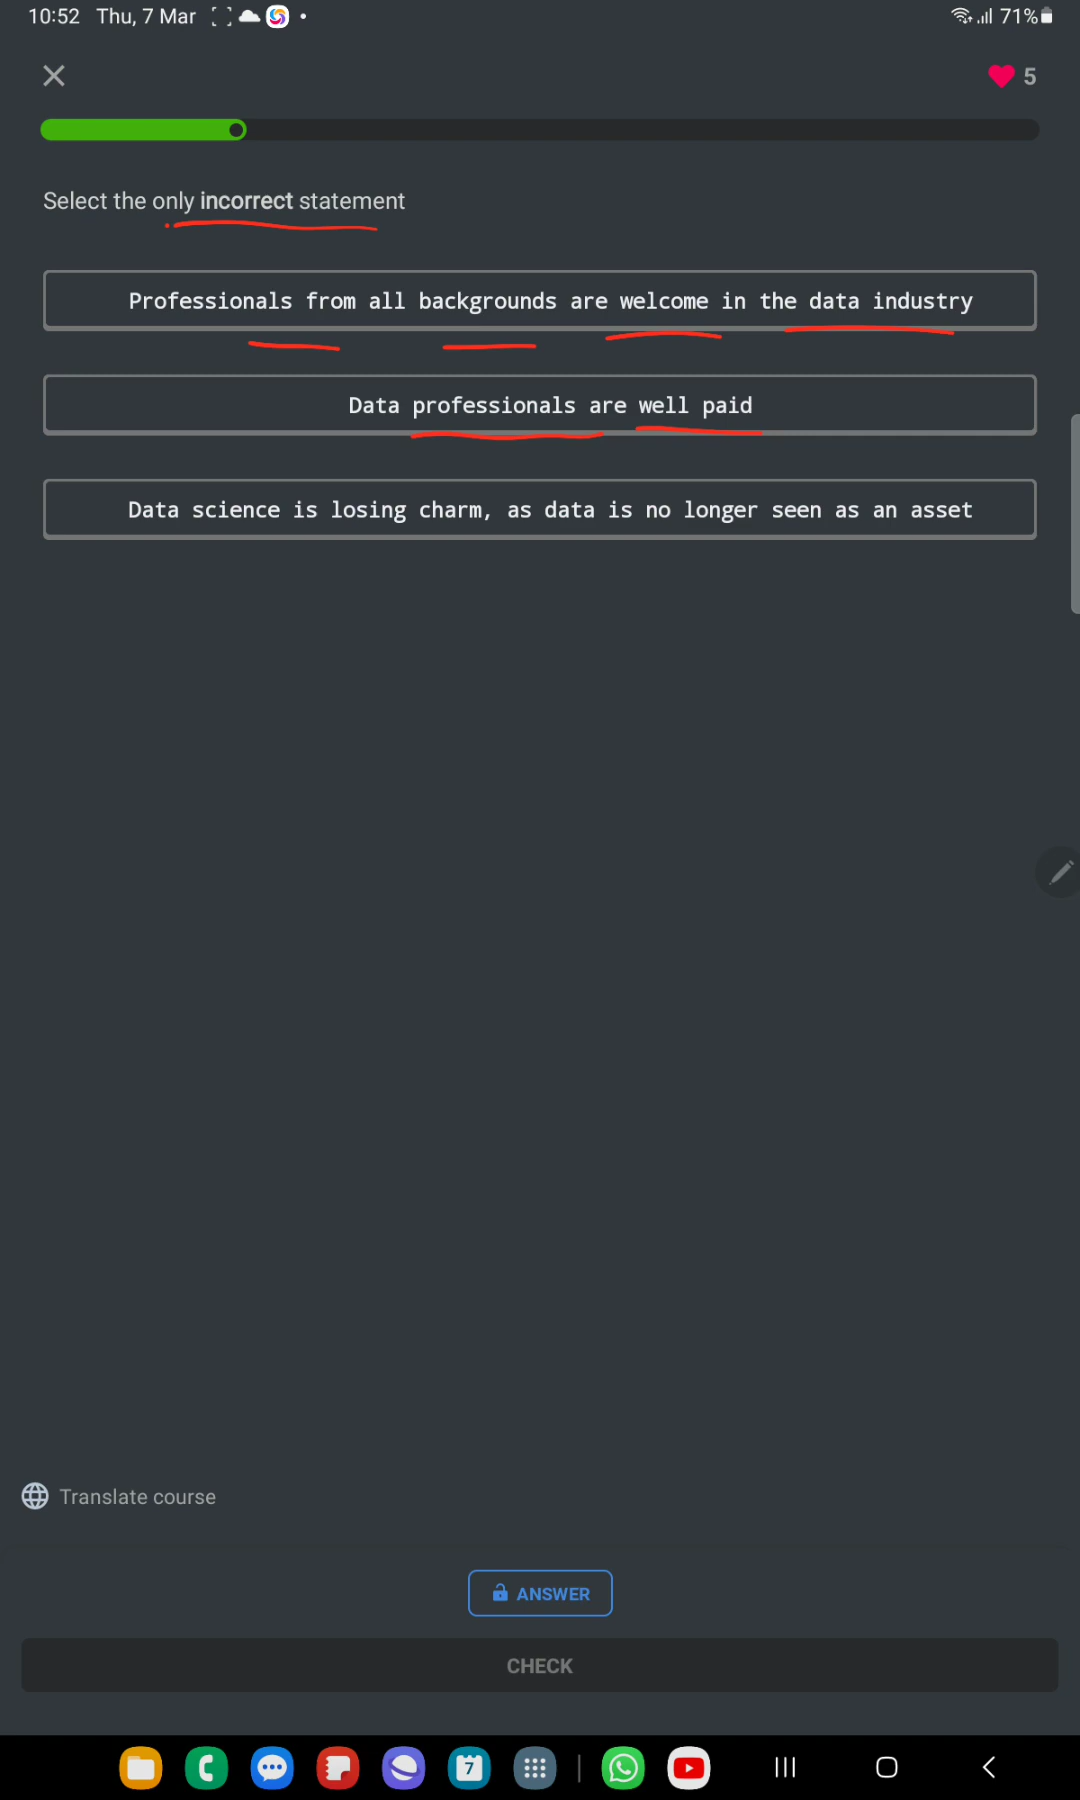 10:52 Thu, 7 Mar
71%
5
Select the only incorrect statement
Professionals from all backgrounds are welcome in the data industry
Data professionals are well paid
Data science is losing charm, as data is no longer seen as an asset
Translate course
ANSWER
CHECK
7